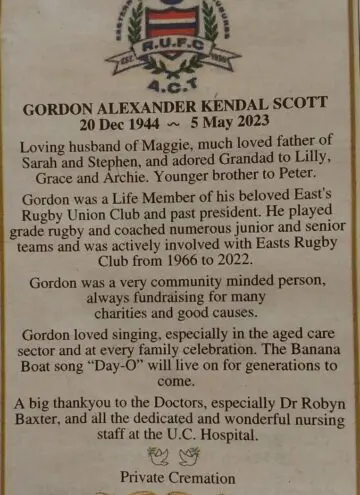 EASTERN SUBURBS
R.U.F.C
EST. 1938
A.C.T
GORDON ALEXANDER KENDAL SCOTT
20 Dec 1944 ~ 5 May 2023
Loving husband of Maggie, much loved father of
Sarah and Stephen, and adored Grandad to Lilly,
Grace and Archie. Younger brother to Peter.
Gordon was a Life Member of his beloved East's
Rugby Union Club and past president. He played
grade rugby and coached numerous junior and senior
teams and was actively involved with Easts Rugby
Club from 1966 to 2022.
Gordon was a very community minded person,
always fundraising for many
charities and good causes.
Gordon loved singing, especially in the aged care
sector and at every family celebration. The Banana
Boat song “Day-O” will live on for generations to
come.
A big thankyou to the Doctors, especially Dr Robyn
Baxter, and all the dedicated and wonderful nursing
staff at the U.C. Hospital.
Private Cremation